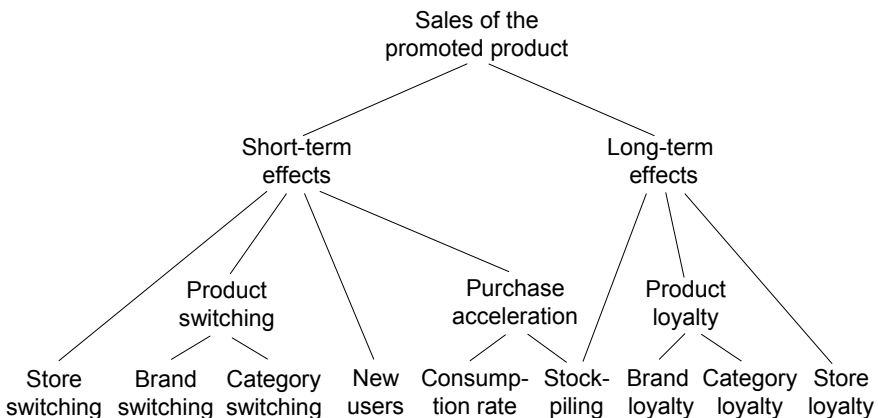 Sales of the
promoted product
Short-term
effects
Long-term
effects
Product
switching
Purchase
acceleration
Product
loyalty
Store
switching
Brand
switching
Category
switching
New
users
Consump-
tion rate
Stock-
piling
Brand
loyalty
Category
loyalty
Store
loyalty